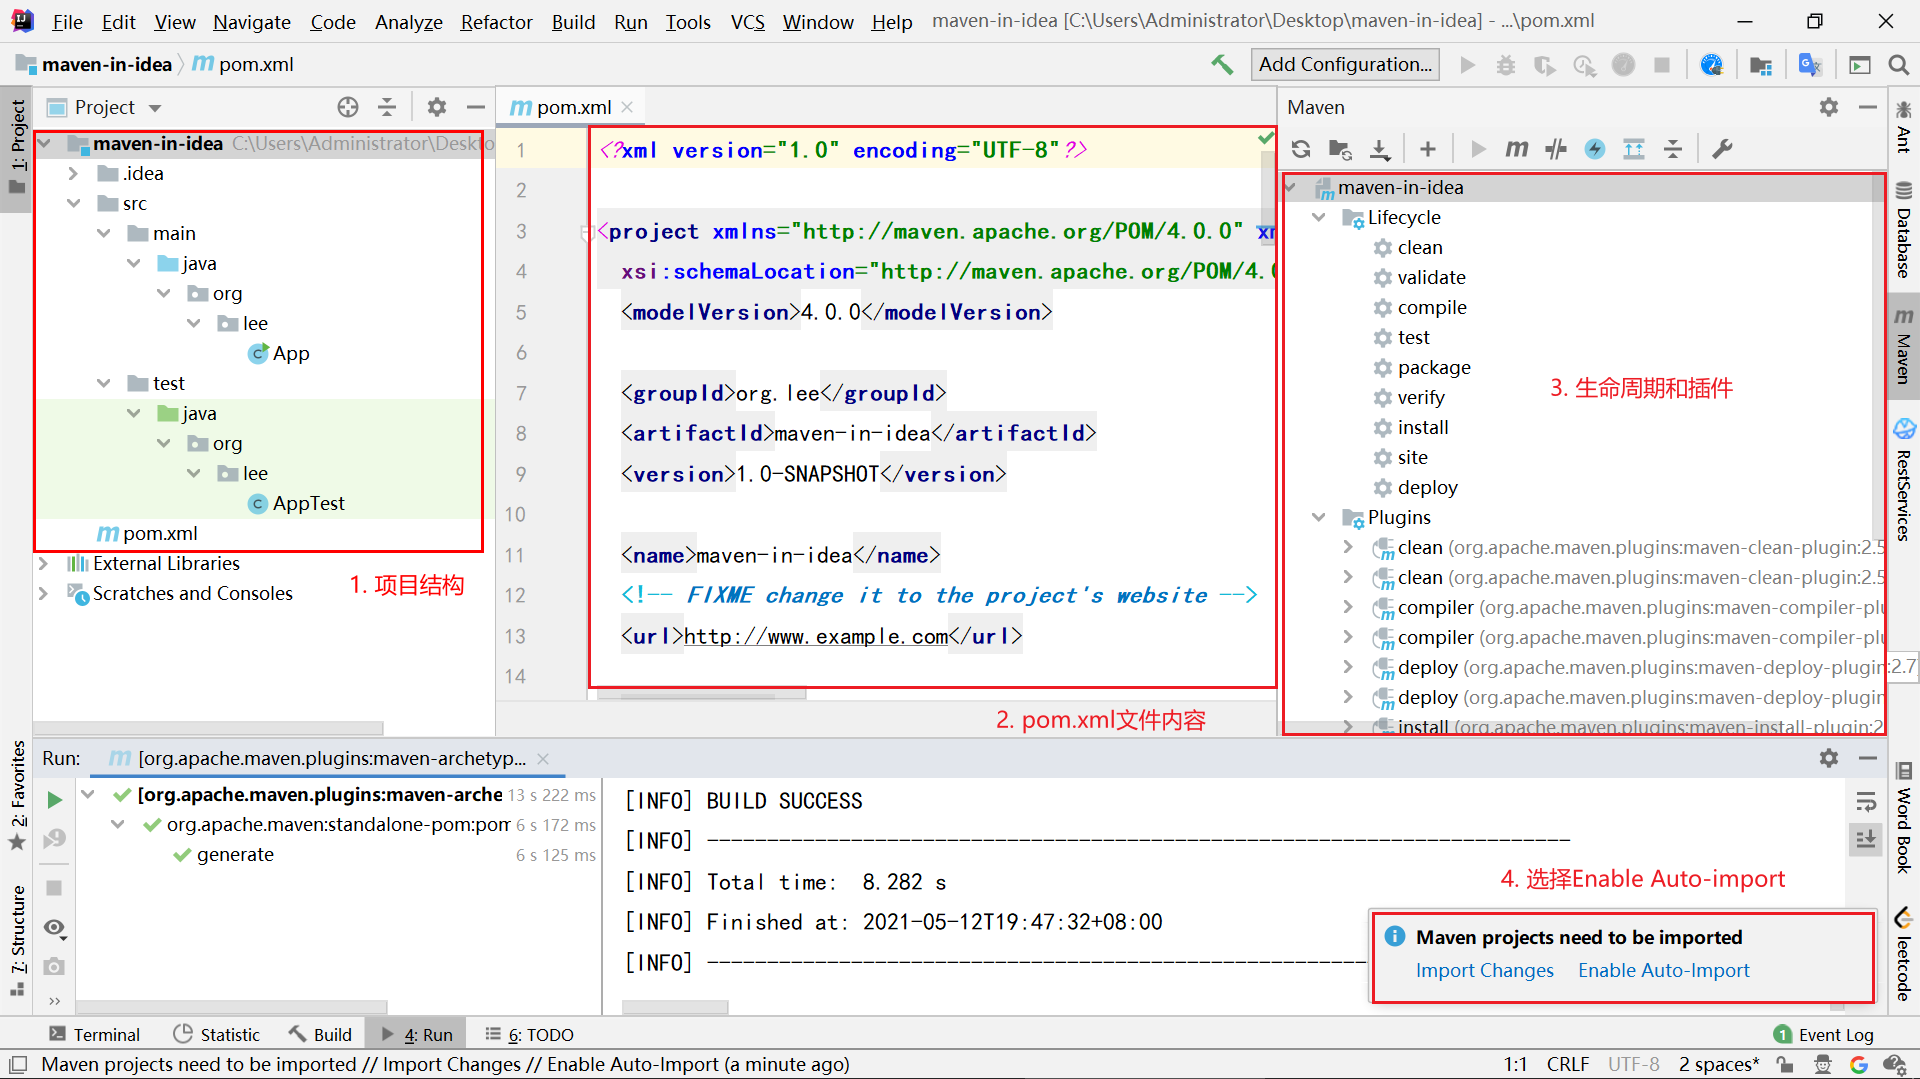 File Edit View Navigate Code Analyze Refactor Build Run Tools VCS Window Help maven-in-idea [C:\Users\Administrator\Desktop\maven-in-idea] - ...\pom.xml
maven-in-idea pom.xml Add Configuration...
1: Project
Project
maven-in-idea C:\Users\Administrator\Deskto
.idea
src
main
java
org
lee
App
test
java
org
lee
AppTest
pom.xml
External Libraries
Scratches and Consoles
1. 项目结构
pom.xml
1 <?xml version="1.0" encoding="UTF-8"?>
2
3 <project xmlns="http://maven.apache.org/POM/4.0.0" xm
4 xsi:schemaLocation="http://maven.apache.org/POM/4.0
5 <modelVersion>4.0.0</modelVersion>
6
7 <groupId>org.lee</groupId>
8 <artifactId>maven-in-idea</artifactId>
9 <version>1.0-SNAPSHOT</version>
10
11 <name>maven-in-idea</name>
12 <!-- FIXME change it to the project's website -->
13 <url>http://www.example.com</url>
14
2. pom.xml文件内容
Maven
maven-in-idea
Lifecycle
clean
validate
compile
test
package
verify
install
site
deploy
Plugins
clean (org.apache.maven.plugins:maven-clean-plugin:2.5
clean (org.apache.maven.plugins:maven-clean-plugin:2.5
compiler (org.apache.maven.plugins:maven-compiler-plu
compiler (org.apache.maven.plugins:maven-compiler-plu
deploy (org.apache.maven.plugins:maven-deploy-plugin:2.7
deploy (org.apache.maven.plugins:maven-deploy-plugin
install (org.apache.maven.plugins:maven-install-plugin:2
3. 生命周期和插件
Ant
Database
Maven
RestServices
Word Book
leetcode
2: Favorites
7: Structure
Run: [org.apache.maven.plugins:maven-archetyp...
[org.apache.maven.plugins:maven-arche 13 s 222 ms
org.apache.maven:standalone-pom:pom 6 s 172 ms
generate 6 s 125 ms
[INFO] BUILD SUCCESS
[INFO] ------------------------------------------------------------------------
[INFO] Total time: 8.282 s
[INFO] Finished at: 2021-05-12T19:47:32+08:00
[INFO] ------------------------------------------------------------------------
4. 选择Enable Auto-import
Maven projects need to be imported
Import Changes Enable Auto-Import
Terminal Statistic Build 4: Run 6: TODO 1 Event Log
Maven projects need to be imported // Import Changes // Enable Auto-Import (a minute ago) 1:1 CRLF UTF-8 2 spaces*